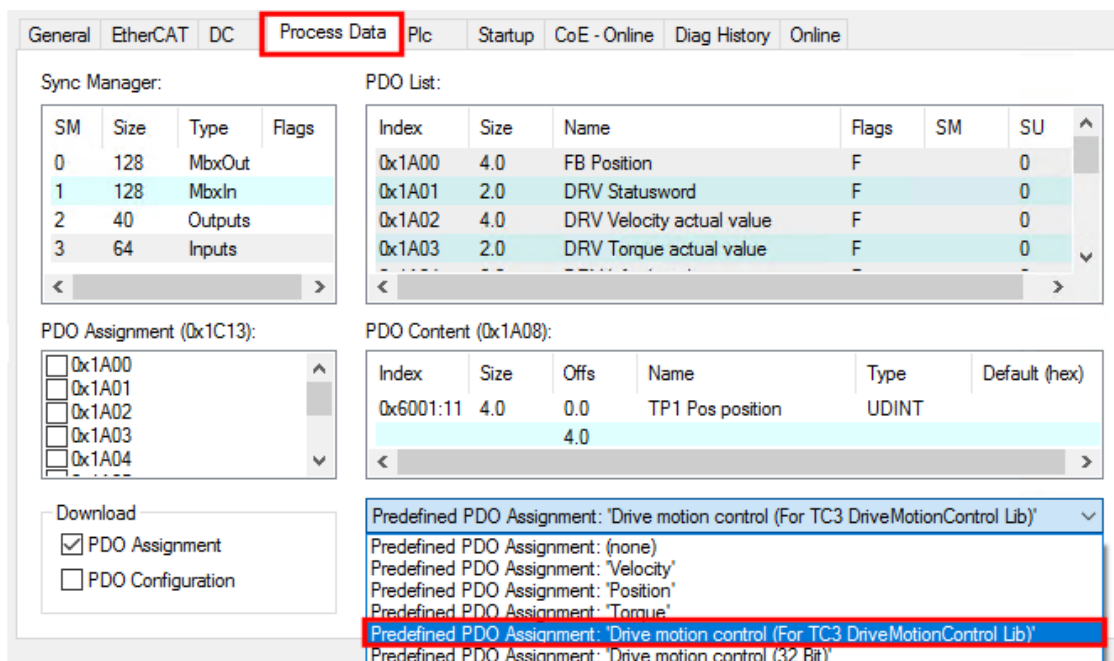 General EtherCAT DC Process Data Plc Startup CoE - Online Diag History Online
Sync Manager:
SM Size Type Flags
0 128 MbxOut
1 128 MbxIn
2 40 Outputs
3 64 Inputs
PDO List:
Index Size Name Flags SM SU
0x1A00 4.0 FB Position F 0
0x1A01 2.0 DRV Statusword F 0
0x1A02 4.0 DRV Velocity actual value F 0
0x1A03 2.0 DRV Torque actual value F 0
PDO Assignment (0x1C13):
0x1A00
0x1A01
0x1A02
0x1A03
0x1A04
PDO Content (0x1A08):
Index Size Offs Name Type Default (hex)
0x6001:11 4.0 0.0 TP1 Pos position UDINT
4.0
Download
PDO Assignment
PDO Configuration
Predefined PDO Assignment: 'Drive motion control (For TC3 DriveMotionControl Lib)'
Predefined PDO Assignment: (none)
Predefined PDO Assignment: 'Velocity'
Predefined PDO Assignment: 'Position'
Predefined PDO Assignment: 'Torque'
Predefined PDO Assignment: 'Drive motion control (For TC3 DriveMotionControl Lib)'
Predefined PDO Assignment: 'Drive motion control (32 Bit)'